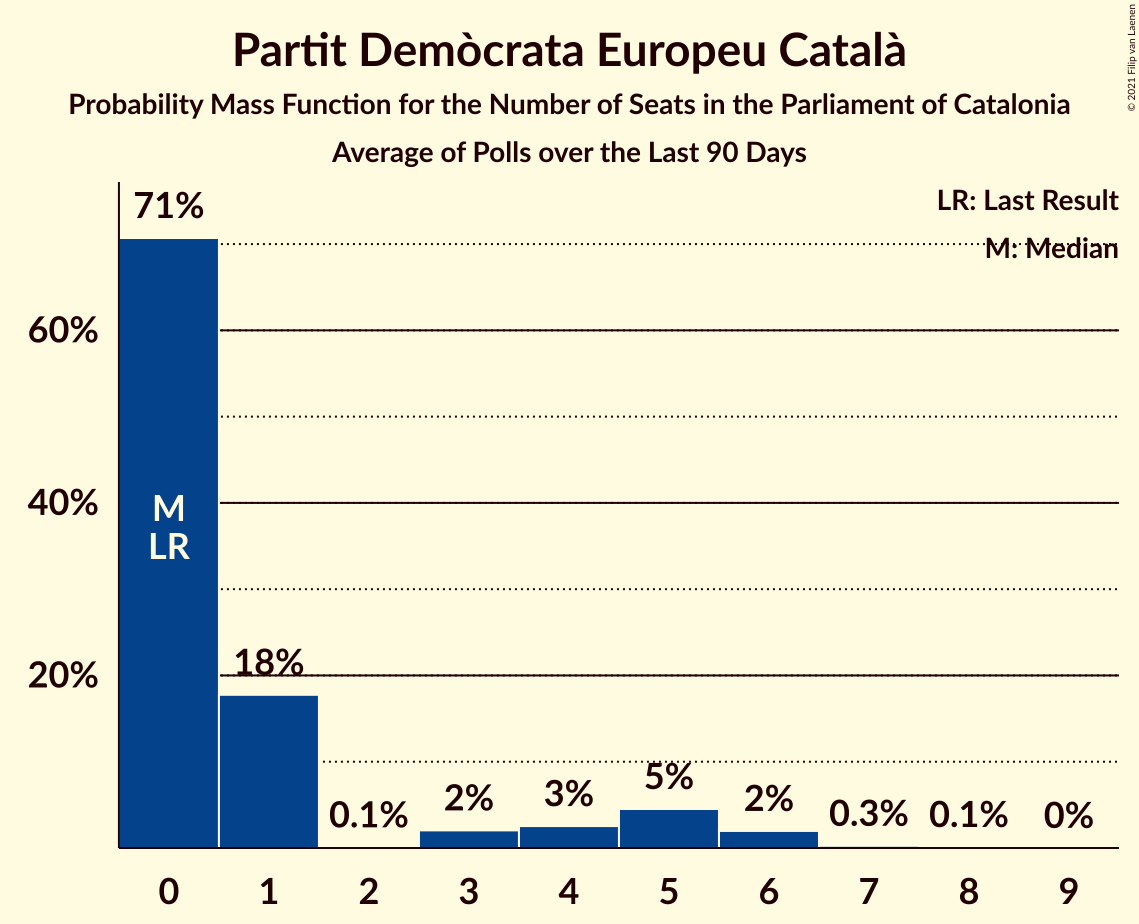 Partit Demòcrata Europeu Català
Probability Mass Function for the Number of Seats in the Parliament of Catalonia
Average of Polls over the Last 90 Days
© 2021 Filip van Laenen
LR: Last Result
M: Median
71%
60%
40%
20%
M
LR
18%
0.1%
2%
3%
5%
2%
0.3%
0.1%
0%
0 1 2 3 4 5 6 7 8 9